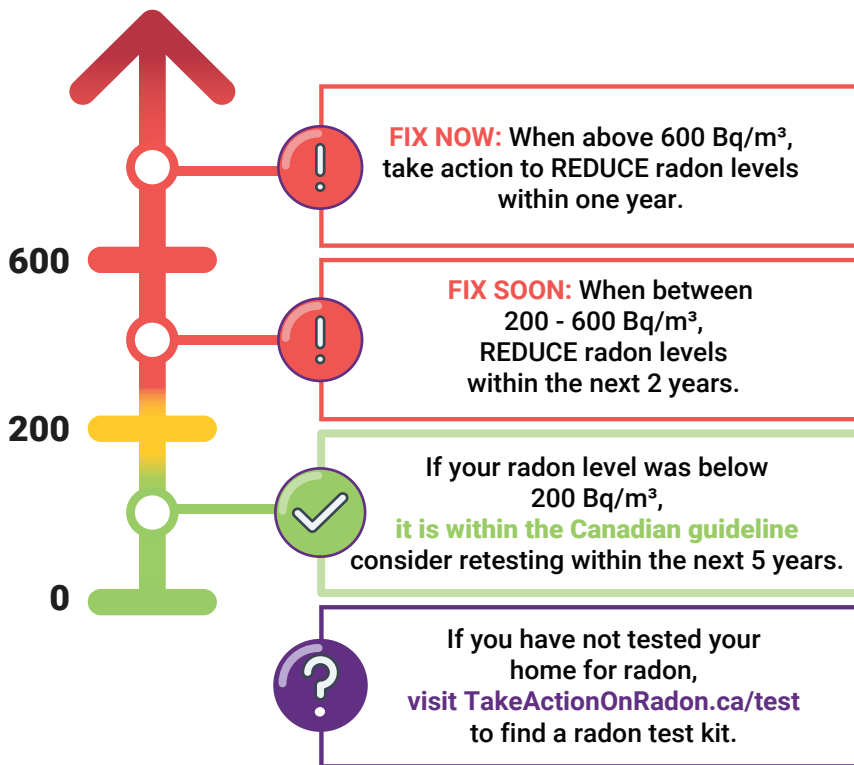 FIX NOW: When above 600 Bq/m³,
take action to REDUCE radon levels
within one year.
600
FIX SOON: When between
200 - 600 Bq/m³,
REDUCE radon levels
within the next 2 years.
200
If your radon level was below
200 Bq/m³,
it is within the Canadian guideline
consider retesting within the next 5 years.
0
If you have not tested your
home for radon,
visit TakeActionOnRadon.ca/test
to find a radon test kit.